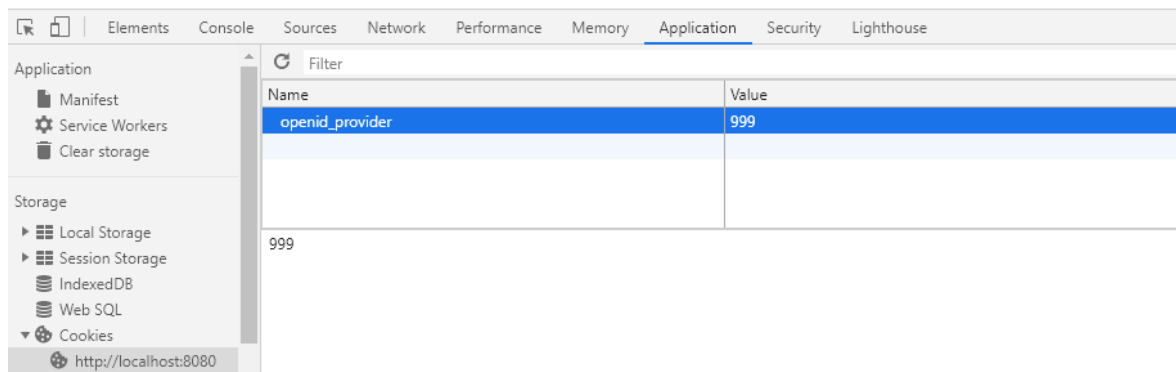 Elements Console Sources Network Performance Memory Application Security Lighthouse
Application
Manifest
Service Workers
Clear storage
Storage
Local Storage
Session Storage
IndexedDB
Web SQL
Cookies
http://localhost:8080
Filter
Name Value
openid_provider 999
999